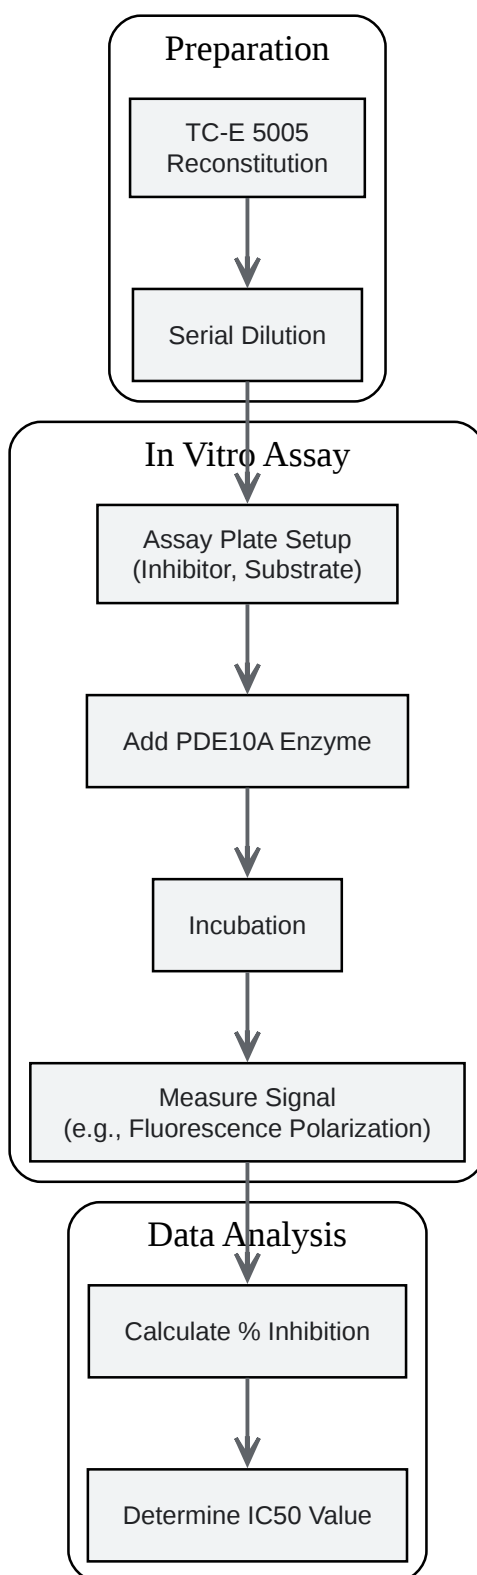 Preparation
TC-E 5005
Reconstitution
Serial Dilution
In Vitro Assay
Assay Plate Setup
(Inhibitor, Substrate)
Add PDE10A Enzyme
Incubation
Measure Signal
(e.g., Fluorescence Polarization)
Data Analysis
Calculate % Inhibition
Determine IC50 Value